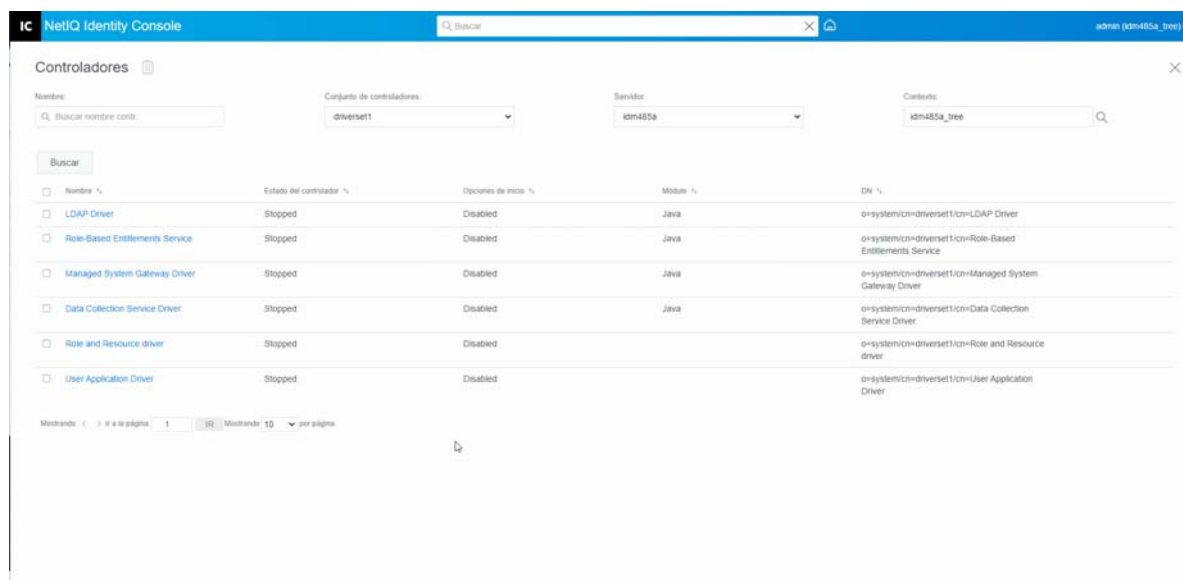 IC NetIQ Identity Console
Buscar
admin (idm485a_tree)
Controladores
Nombre: Conjunto de controladores: Servidor: Contexto:
Buscar nombre contr. driverset1 idm485a idm485a_tree
Buscar
Nombre Estado del controlador Opciones de inicio Módulo DN
LDAP Driver Stopped Disabled Java o=system/cn=driverset1/cn=LDAP Driver
Role-Based Entitlements Service Stopped Disabled Java o=system/cn=driverset1/cn=Role-Based
Entitlements Service
Managed System Gateway Driver Stopped Disabled Java o=system/cn=driverset1/cn=Managed System
Gateway Driver
Data Collection Service Driver Stopped Disabled Java o=system/cn=driverset1/cn=Data Collection
Service Driver
Role and Resource driver Stopped Disabled o=system/cn=driverset1/cn=Role and Resource
driver
User Application Driver Stopped Disabled o=system/cn=driverset1/cn=User Application
Driver
Mostrando < > Ir a la página 1 IR Mostrando 10 por página